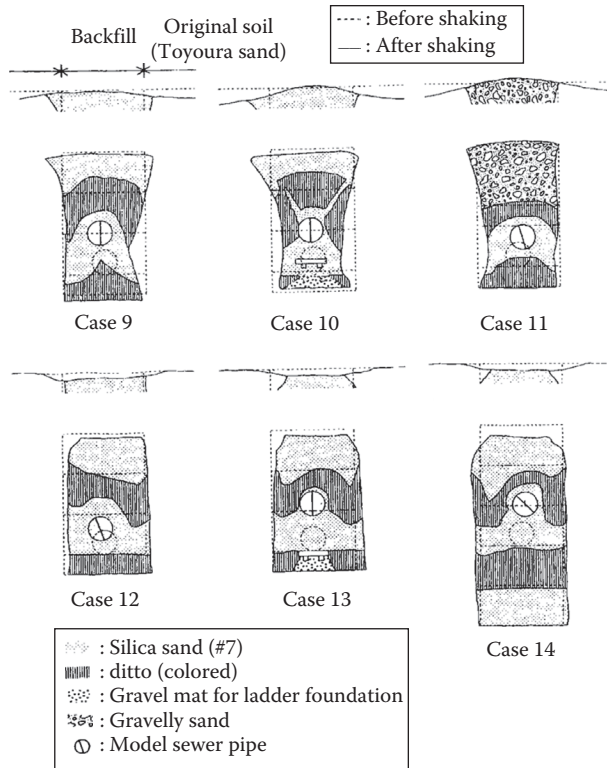 Backfill
Original soil
(Toyoura sand)
: Before shaking
: After shaking
Case 9
Case 10
Case 11
Case 12
Case 13
Case 14
: Silica sand (#7)
: ditto (colored)
: Gravel mat for ladder foundation
: Gravelly sand
: Model sewer pipe